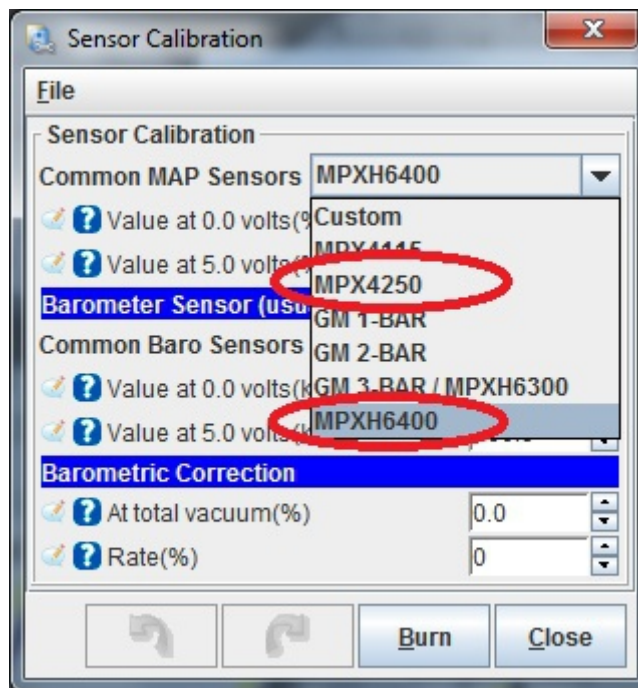 Sensor Calibration
File
Sensor Calibration
Common MAP Sensors MPXH6400
Value at 0.0 volts(
Custom
MPX4115
Value at 5.0 volts(
MPX4250
Barometer Sensor (usu
GM 1-BAR
Common Baro Sensors
GM 2-BAR
Value at 0.0 volts(k
GM 3-BAR / MPXH6300
Value at 5.0 volts(
MPXH6400
Barometric Correction
At total vacuum(%) 0.0
Rate(%) 0
Burn Close